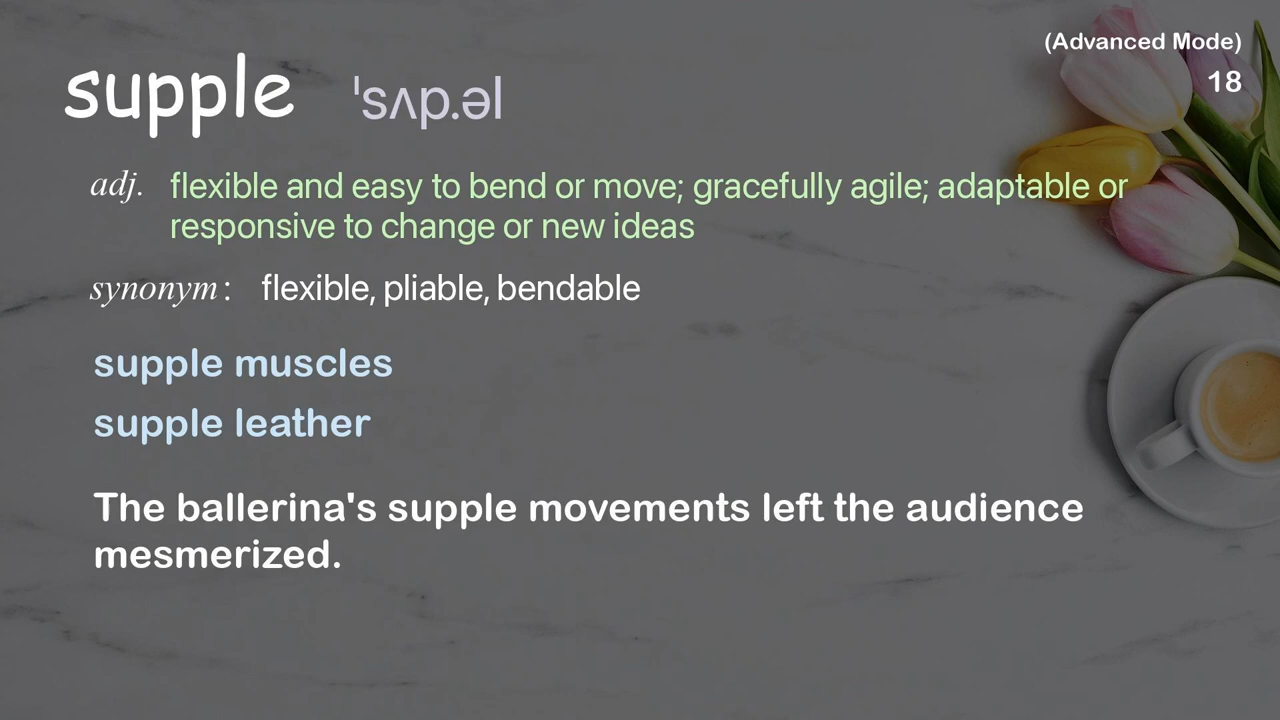 (Advanced Mode)
18
supple ˈsʌp.əl
adj. flexible and easy to bend or move; gracefully agile; adaptable or
responsive to change or new ideas
synonym : flexible, pliable, bendable
supple muscles
supple leather
The ballerina's supple movements left the audience
mesmerized.